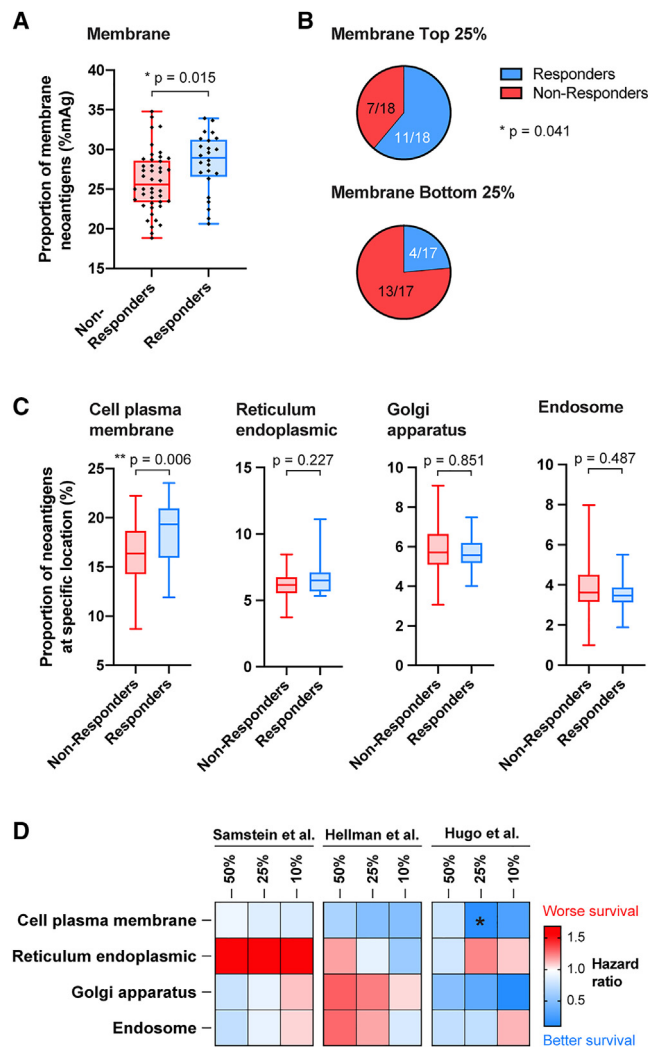 A
Membrane
* p = 0.015
Proportion of membrane
neoantigens (%mAg)
40
35
30
25
20
15
Non-
Responders
Responders
B
Membrane Top 25%
7/18
11/18
Responders
Non-Responders
* p = 0.041
Membrane Bottom 25%
4/17
13/17
C
Proportion of neoantigens
at specific location (%)
Cell plasma
membrane
** p = 0.006
25
20
15
10
5
Non-Responders
Responders
Reticulum
endoplasmic
p = 0.227
15
10
5
0
Non-Responders
Responders
Golgi
apparatus
p = 0.851
10
8
6
4
2
0
Non-Responders
Responders
Endosome
p = 0.487
10
8
6
4
2
0
Non-Responders
Responders
D
Samstein et al.
Hellman et al.
Hugo et al.
50%
25%
10%
50%
25%
10%
50%
25%
10%
Cell plasma membrane
*
Reticulum endoplasmic
Golgi apparatus
Endosome
Worse survival
1.5
1.0
0.5
Hazard
ratio
Better survival